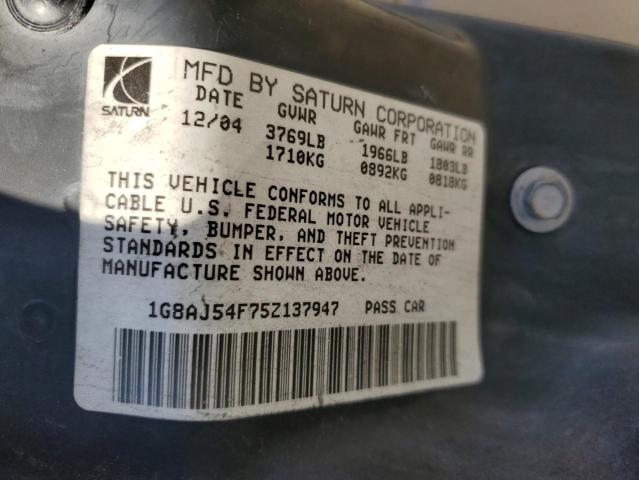 SATURN
MFD BY SATURN CORPORATION
DATE GVWR GAWR FRT GAWR RR
12/04 3769LB 1966LB 1803LB
1710KG 0892KG 0818KG
THIS VEHICLE CONFORMS TO ALL APPLI-
CABLE U.S. FEDERAL MOTOR VEHICLE
SAFETY, BUMPER, AND THEFT PREVENTION
STANDARDS IN EFFECT ON THE DATE OF
MANUFACTURE SHOWN ABOVE.
1G8AJ54F75Z137947 PASS CAR